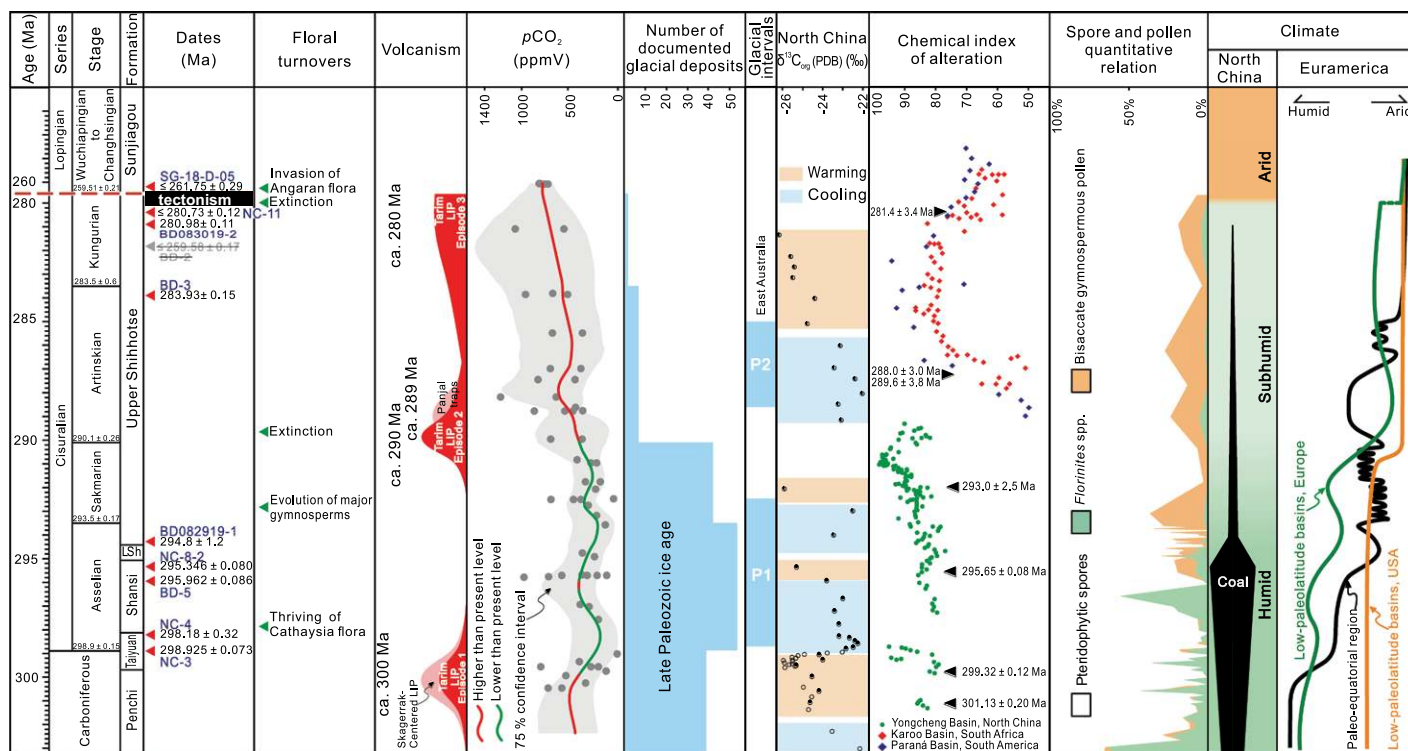 Age (Ma)
Series
Stage
Formation
Dates
(Ma)
Floral
turnovers
Volcanism
pCO₂
(ppmV)
Number of
documented
glacial deposits
Glacial
intervals
North China
δ¹³Corg (PDB) (‰)
Chemical index
of alteration
Spore and pollen
quantitative
relation
Climate
North
China
Euramerica
1400
1000
500
0
10
20
30
40
50
-26
-24
-22
100
90
80
70
60
50
100%
50%
0%
Humid
Arid
260
280
285
290
295
300
Lopingian
Cisuralian
Carboniferous
Wuchiapingian
to
Changhsingian
259.51 ± 0.21
Kungurian
283.5 ± 0.6
Artinskian
290.1 ± 0.26
Sakmarian
293.5 ± 0.17
Asselian
298.9 ± 0.15
Sunjiagou
Upper Shihhotse
LSh
Shansi
Taiyuan
Penchi
SG-18-D-05
≤ 261.75 ± 0.29
tectonism
≤ 280.73 ± 0.12
NC-11
280.98 ± 0.11
BD083019-2
≤ 259.58 ± 0.17
BD-2
BD-3
283.93± 0.15
BD082919-1
294.8 ± 1.2
NC-8-2
295.346 ± 0.080
295.962 ± 0.086
BD-5
NC-4
298.18 ± 0.32
298.925 ± 0.073
NC-3
Invasion of
Angaran flora
Extinction
Extinction
Evolution of major
gymnosperms
Thriving of
Cathaysia flora
ca. 280 Ma
Tarim
LIP
Episode 3
ca. 289 Ma
ca. 290 Ma
Panjal
traps
Tarim
LIP
Episode 2
ca. 300 Ma
Tarim
LIP
Episode 1
Skagerrak-
Centered LIP
Higher than present level
Lower than present level
75 % confidence interval
Late Paleozoic ice age
East Australia
P2
P1
Warming
Cooling
281.4 ± 3.4 Ma
288.0 ± 3.0 Ma
289.6 ± 3.8 Ma
293.0 ± 2.5 Ma
295.65 ± 0.08 Ma
299.32 ± 0.12 Ma
301.13 ± 0.20 Ma
Yongcheng Basin, North China
Karoo Basin, South Africa
Paraná Basin, South America
Pteridophytic spores
Florinites spp.
Bisaccate gymnospermous pollen
Arid
Subhumid
Humid
Coal
Low-paleolatitude basins, Europe
Paleo-equatorial region
Low-paleolatitude basins, USA